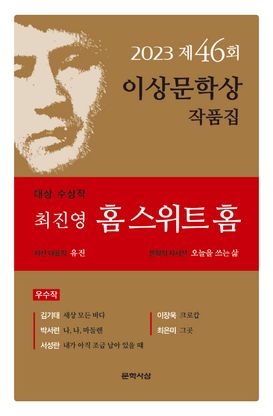 2023 제46회
이상문학상
작품집
대상 수상작
최진영 홈 스위트 홈
자선 대표작 유진
문학적 자서전 오늘을 쓰는 삶
우수작
김기태 세상 모든 바다
박서련 나, 나, 마들렌
서성란 내가 아직 조금 남아 있을 때
이장욱 크로캅
최은미 그곳
문학사상